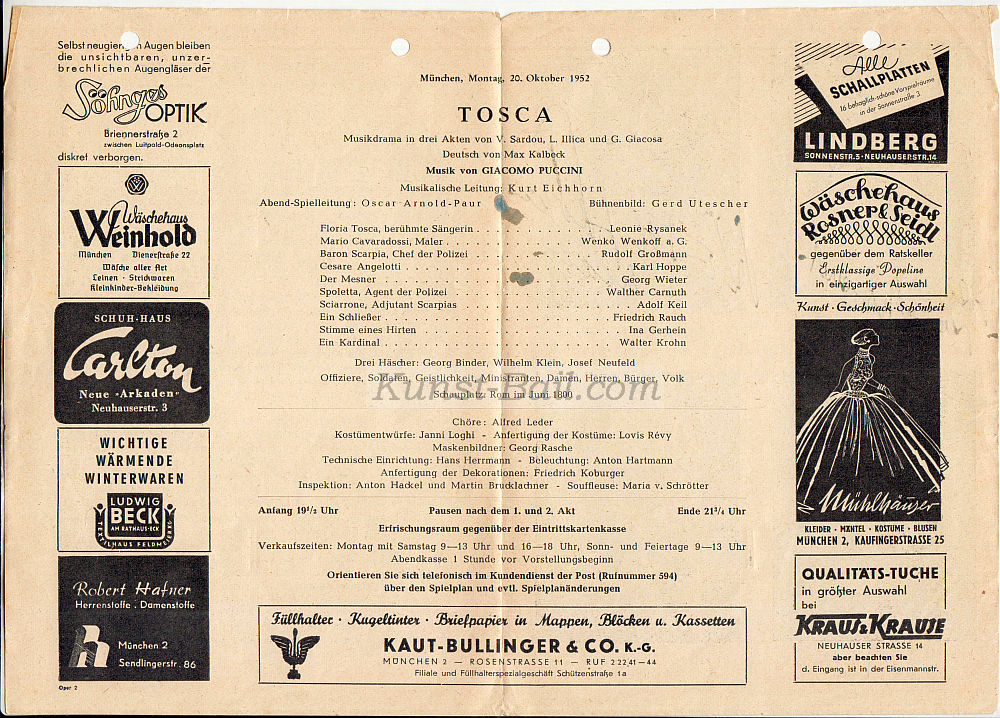 Selbst neugierigen Augen bleiben
die unsichtbaren, unzer-
brechlichen Augengläser der
Söhnges
OPTIK
Briennerstraße 2
zwischen Luitpold-Odeonsplatz
diskret verborgen.
Wäschehaus
Weinhold
München Dienerstraße 22
Wäsche aller Art
Leinen · Strickwaren
Kleinkinder-Bekleidung
SCHUH-HAUS
Carlton
Neue "Arkaden"
Neuhauserstr. 3
WICHTIGE
WÄRMENDE
WINTERWAREN
LUDWIG
BECK
AM RATHAUS-ECK
TEXTILHAUS FELDMEIER
Robert Hafner
Herrenstoffe . Damenstoffe
München 2
Sendlingerstr. 86
Oper 2
München, Montag, 20. Oktober 1952
TOSCA
Musikdrama in drei Akten von V. Sardou, L. Illica und G. Giacosa
Deutsch von Max Kalbeck
Musik von GIACOMO PUCCINI
Musikalische Leitung: Kurt Eichhorn
Abend-Spielleitung: Oscar Arnold-Paur Bühnenbild: Gerd Utescher
Floria Tosca, berühmte Sängerin . . . . . Leonie Rysanek
Mario Cavaradossi, Maler . . . . . Wenko Wenkoff a. G.
Baron Scarpia, Chef der Polizei . . . . . Rudolf Großmann
Cesare Angelotti . . . . . Karl Hoppe
Der Mesner . . . . . Georg Wieter
Spoletta, Agent der Polizei . . . . . Walther Carnuth
Sciarrone, Adjutant Scarpias . . . . . Adolf Keil
Ein Schließer . . . . . Friedrich Rauch
Stimme eines Hirten . . . . . Ina Gerhein
Ein Kardinal . . . . . Walter Krohn
Drei Häscher: Georg Binder, Wilhelm Klein, Josef Neufeld
Offiziere, Soldaten, Geistlichkeit, Ministranten, Damen, Herren, Bürger, Volk
Schauplatz: Rom im Juni 1800
Kunst-Bail.com
Chöre: Alfred Leder
Kostümentwürfe: Janni Loghi - Anfertigung der Kostüme: Lovis Révy
Maskenbildner: Georg Rasche
Technische Einrichtung: Hans Herrmann - Beleuchtung: Anton Hartmann
Anfertigung der Dekorationen: Friedrich Koburger
Inspektion: Anton Hackel und Martin Brucklachner - Souffleuse: Maria v. Schrötter
Anfang 19½ Uhr Pausen nach dem 1. und 2. Akt Ende 21¾ Uhr
Erfrischungsraum gegenüber der Eintrittskartenkasse
Verkaufszeiten: Montag mit Samstag 9—13 Uhr und 16—18 Uhr, Sonn- und Feiertage 9—13 Uhr
Abendkasse 1 Stunde vor Vorstellungsbeginn
Orientieren Sie sich telefonisch im Kundendienst der Post (Rufnummer 594)
über den Spielplan und evtl. Spielplanänderungen
Füllhalter · Kugeltinter · Briefpapier in Mappen, Blöcken u. Kassetten
KAUT-BULLINGER & CO. K.-G.
MÜNCHEN 2 — ROSENSTRASSE 11 — RUF 2 22 41—44
Filiale und Füllhalterspezialgeschäft Schützenstraße 1a
Alle
SCHALLPLATTEN
16 behaglich-schöne Vorspielräume
in der Sonnenstraße 3
LINDBERG
SONNENSTR.3-NEUHAUSERSTR.14
Wäschehaus
Rosner & Seidl
gegenüber dem Ratskeller
Erstklassige Popeline
in einzigartiger Auswahl
Kunst · Geschmack · Schönheit
Mühlhäuser
KLEIDER · MÄNTEL · KOSTÜME · BLUSEN
MÜNCHEN 2, KAUFINGERSTRASSE 25
QUALITÄTS-TUCHE
in größter Auswahl
bei
KRAUS & KRAUSE
NEUHAUSER STRASSE 14
aber beachten Sie
d. Eingang ist in der Eisenmannstr.